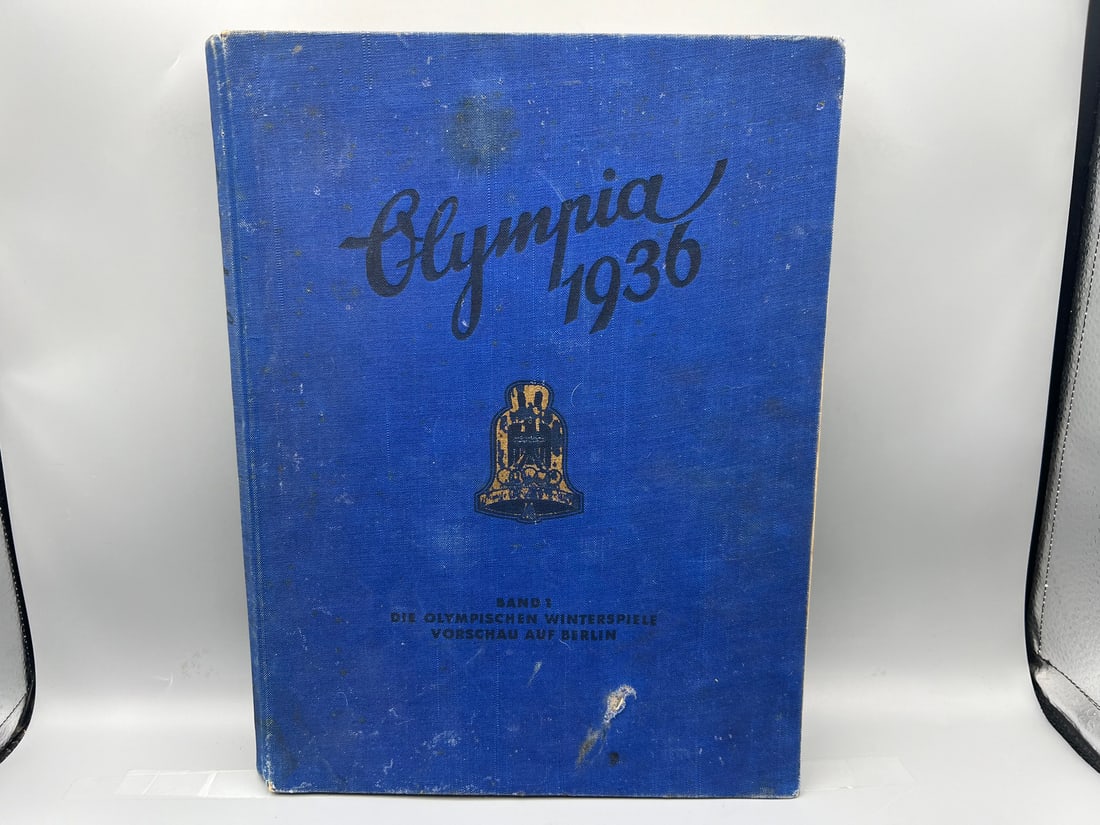 Olympia
1936
BAND 1
DIE OLYMPISCHEN WINTERSPIELE
VORSCHAU AUF BERLIN